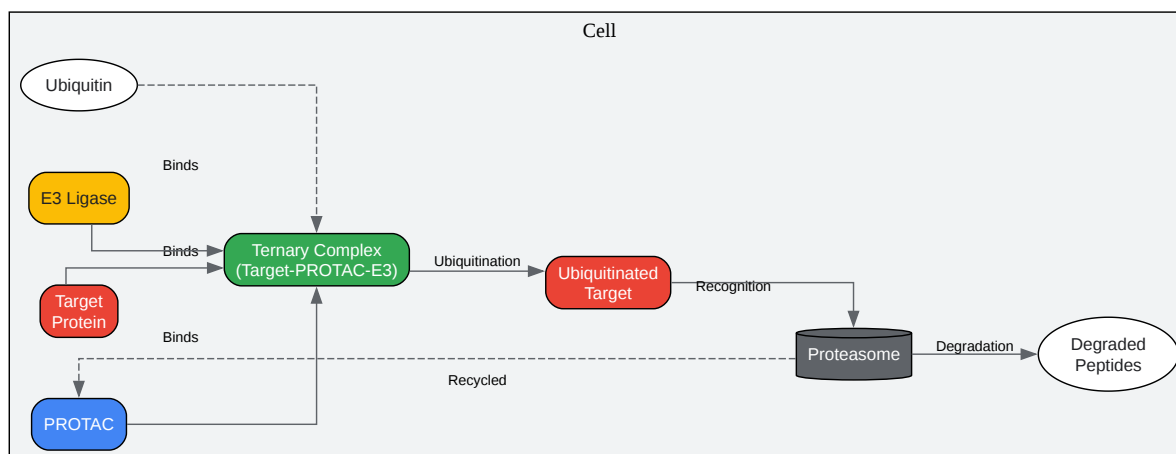 Cell
Ubiquitin
Binds
E3 Ligase
Binds
Ternary Complex
(Target-PROTAC-E3)
Ubiquitination
Ubiquitinated
Target
Recognition
Target
Protein
Binds
Proteasome
Degradation
Degraded
Peptides
Recycled
PROTAC